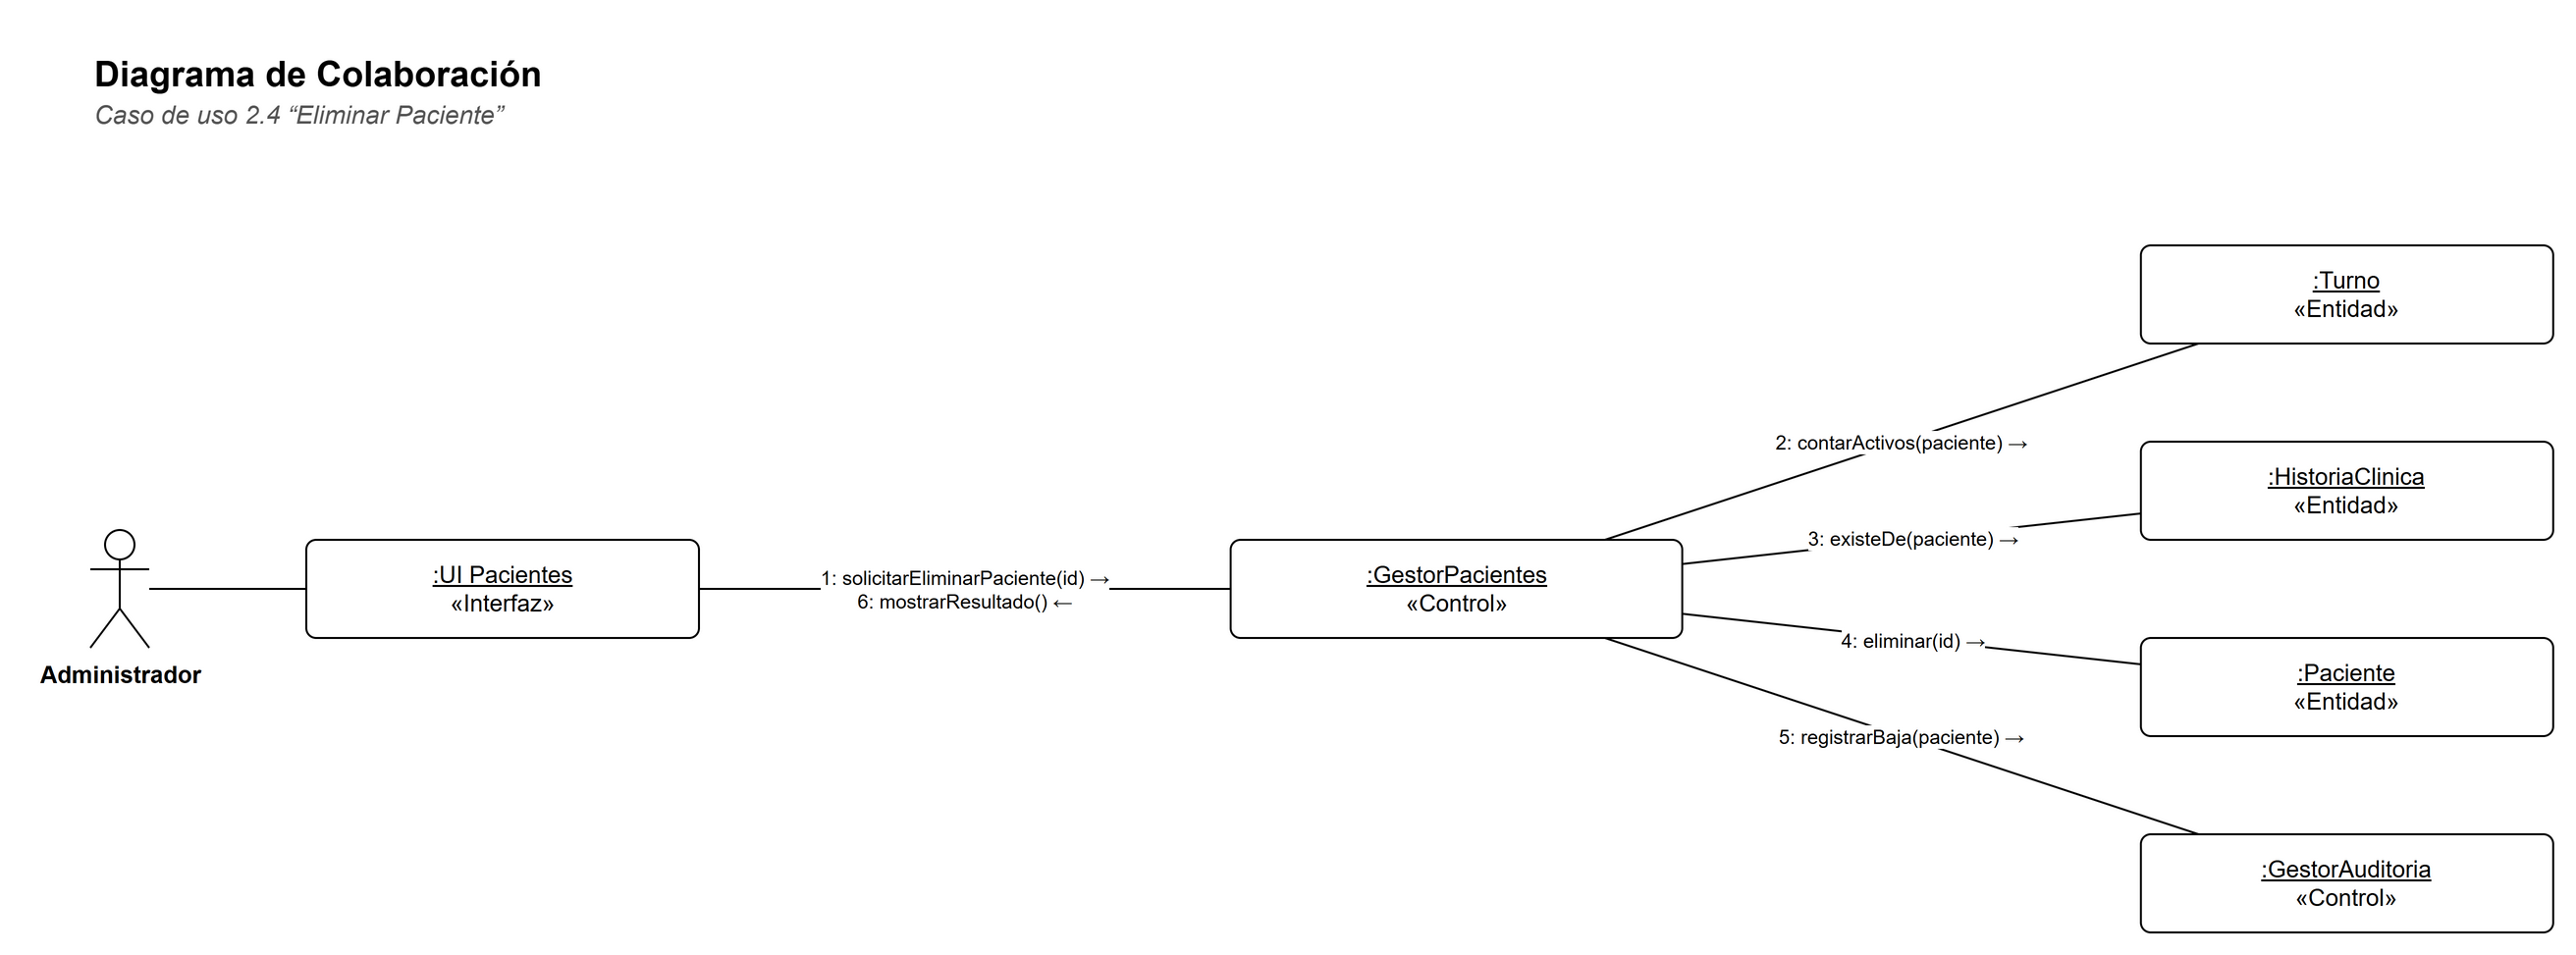 Diagrama de Colaboración
Caso de uso 2.4 “Eliminar Paciente”
:Turno
«Entidad»
2: contarActivos(paciente) →
:HistoriaClinica
«Entidad»
3: existeDe(paciente) →
:UI Pacientes
«Interfaz»
1: solicitarEliminarPaciente(id) →
6: mostrarResultado() ←
:GestorPacientes
«Control»
4: eliminar(id) →
:Paciente
«Entidad»
Administrador
5: registrarBaja(paciente) →
:GestorAuditoria
«Control»